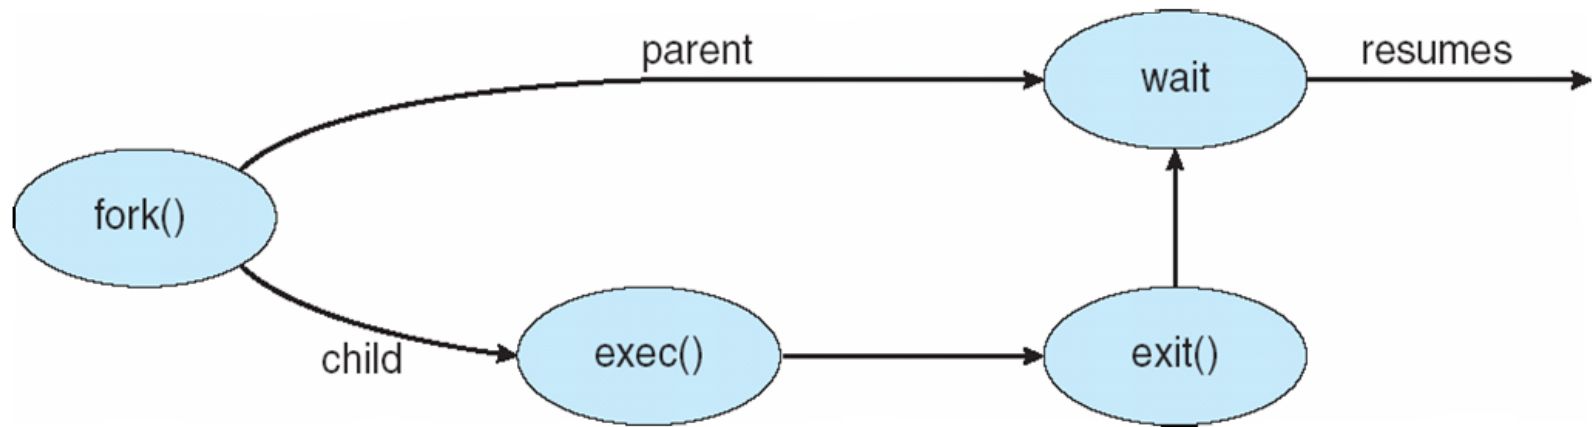 parent
wait
resumes
fork()
child
exec()
exit()